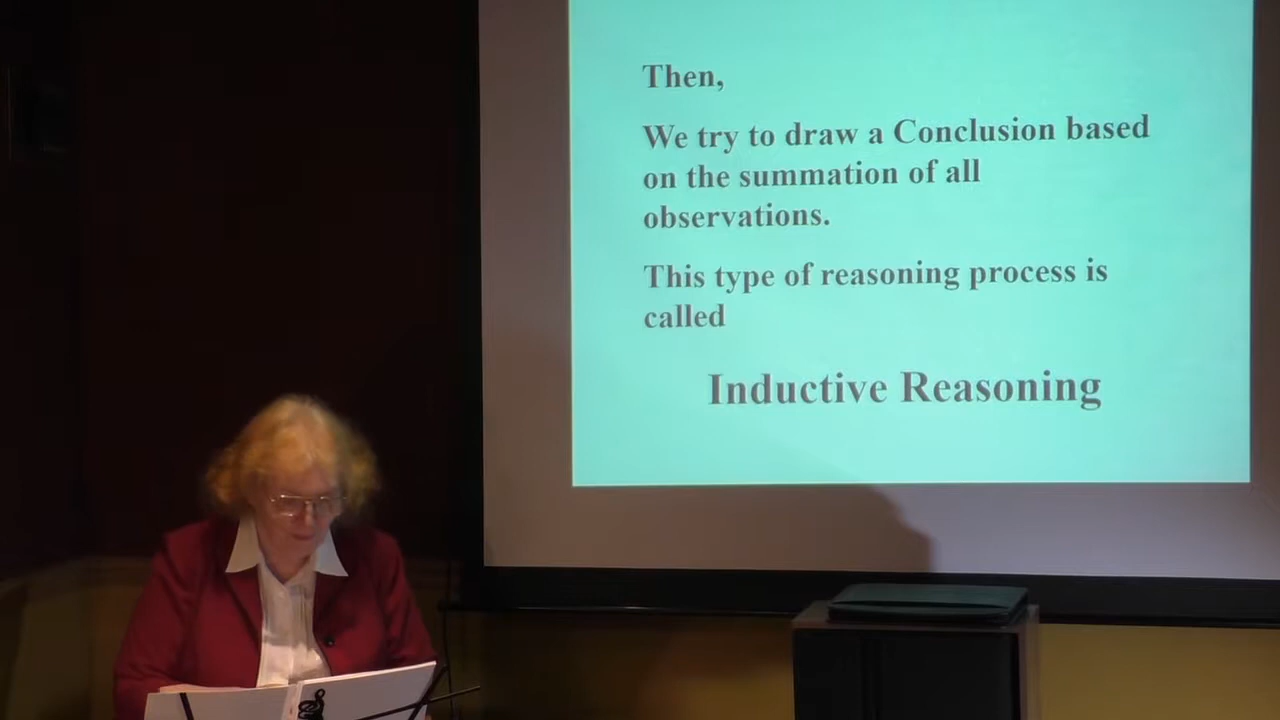 Then,
We try to draw a Conclusion based
on the summation of all
observations.
This type of reasoning process is
called
Inductive Reasoning